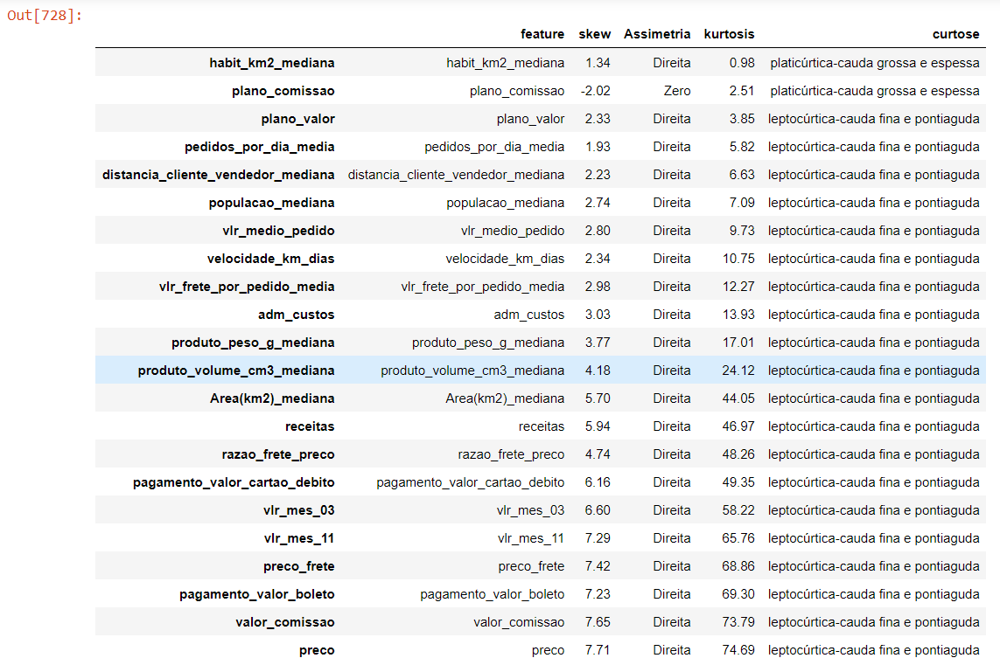 Out[728]:
feature skew Assimetria kurtosis curtose
habit_km2_mediana habit_km2_mediana 1.34 Direita 0.98 platicúrtica-cauda grossa e espessa
plano_comissao plano_comissao -2.02 Zero 2.51 platicúrtica-cauda grossa e espessa
plano_valor plano_valor 2.33 Direita 3.85 leptocúrtica-cauda fina e pontiaguda
pedidos_por_dia_media pedidos_por_dia_media 1.93 Direita 5.82 leptocúrtica-cauda fina e pontiaguda
distancia_cliente_vendedor_mediana distancia_cliente_vendedor_mediana 2.23 Direita 6.63 leptocúrtica-cauda fina e pontiaguda
populacao_mediana populacao_mediana 2.74 Direita 7.09 leptocúrtica-cauda fina e pontiaguda
vlr_medio_pedido vlr_medio_pedido 2.80 Direita 9.73 leptocúrtica-cauda fina e pontiaguda
velocidade_km_dias velocidade_km_dias 2.34 Direita 10.75 leptocúrtica-cauda fina e pontiaguda
vlr_frete_por_pedido_media vlr_frete_por_pedido_media 2.98 Direita 12.27 leptocúrtica-cauda fina e pontiaguda
adm_custos adm_custos 3.03 Direita 13.93 leptocúrtica-cauda fina e pontiaguda
produto_peso_g_mediana produto_peso_g_mediana 3.77 Direita 17.01 leptocúrtica-cauda fina e pontiaguda
produto_volume_cm3_mediana produto_volume_cm3_mediana 4.18 Direita 24.12 leptocúrtica-cauda fina e pontiaguda
Area(km2)_mediana Area(km2)_mediana 5.70 Direita 44.05 leptocúrtica-cauda fina e pontiaguda
receitas receitas 5.94 Direita 46.97 leptocúrtica-cauda fina e pontiaguda
razao_frete_preco razao_frete_preco 4.74 Direita 48.26 leptocúrtica-cauda fina e pontiaguda
pagamento_valor_cartao_debito pagamento_valor_cartao_debito 6.16 Direita 49.35 leptocúrtica-cauda fina e pontiaguda
vlr_mes_03 vlr_mes_03 6.60 Direita 58.22 leptocúrtica-cauda fina e pontiaguda
vlr_mes_11 vlr_mes_11 7.29 Direita 65.76 leptocúrtica-cauda fina e pontiaguda
preco_frete preco_frete 7.42 Direita 68.86 leptocúrtica-cauda fina e pontiaguda
pagamento_valor_boleto pagamento_valor_boleto 7.23 Direita 69.30 leptocúrtica-cauda fina e pontiaguda
valor_comissao valor_comissao 7.65 Direita 73.79 leptocúrtica-cauda fina e pontiaguda
preco preco 7.71 Direita 74.69 leptocúrtica-cauda fina e pontiaguda